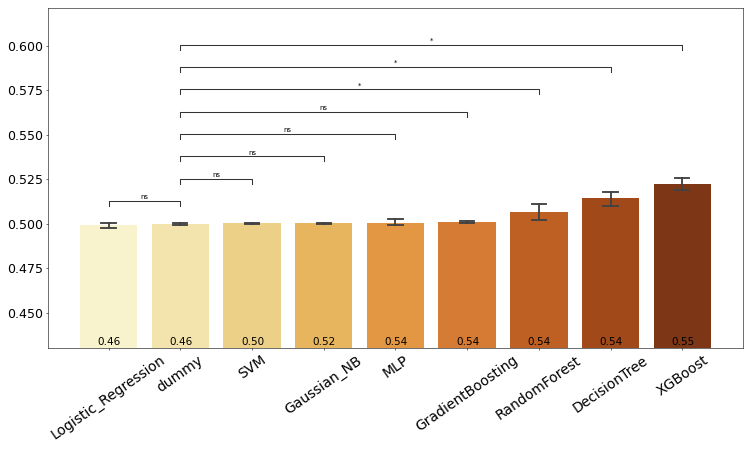 0.600
0.575
0.550
0.525
0.500
0.475
0.450
*
*
*
ns
ns
ns
ns
ns
0.46
0.46
0.50
0.52
0.54
0.54
0.54
0.54
0.55
Logistic_Regression
dummy
SVM
Gaussian_NB
MLP
GradientBoosting
RandomForest
DecisionTree
XGBoost